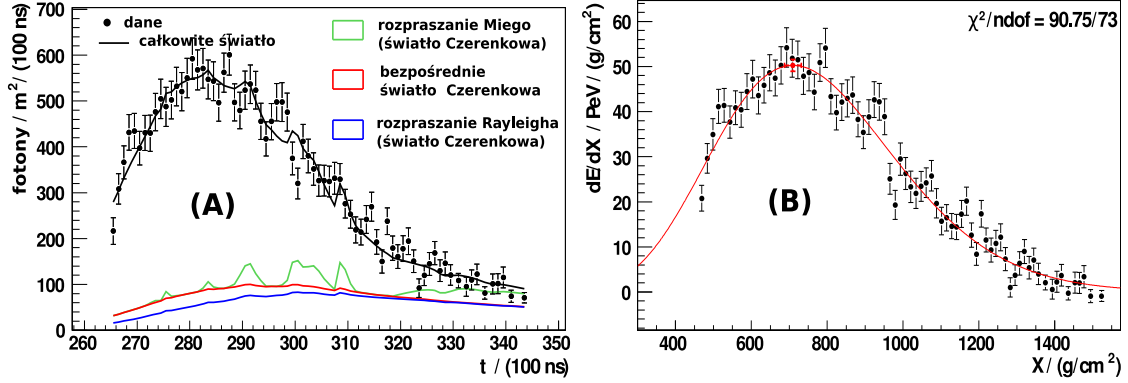 fotony / m² / (100 ns)
700
600
500
400
300
200
100
0
dane
całkowite światło
rozpraszanie Miego
(światło Czerenkowa)
bezpośrednie
światło Czerenkowa
rozpraszanie Rayleigha
(światło Czerenkowa)
(A)
260 270 280 290 300 310 320 330 340 350
t / (100 ns)
dE/dX / PeV / (g/cm²)
60
50
40
30
20
10
0
χ²/ndof = 90.75/73
(B)
400 600 800 1000 1200 1400
X / (g/cm²)